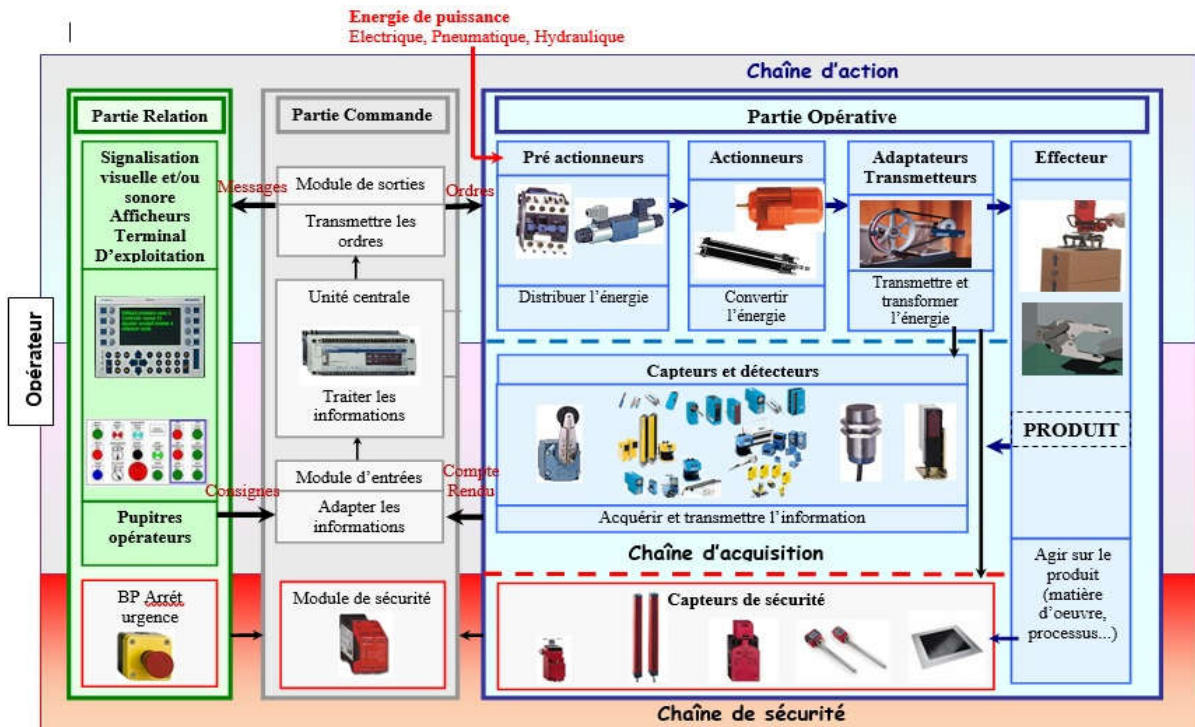 Energie de puissance
Electrique, Pneumatique, Hydraulique
Chaîne d'action
Opérateur
Partie Relation
Signalisation
visuelle et/ou
sonore
Afficheurs
Terminal
D'exploitation
Pupitres
opérateurs
BP Arrét
urgence
Messages
Consignes
Partie Commande
Module de sorties
Transmettre les
ordres
Unité centrale
Traiter les
informations
Module d'entrées
Adapter les
informations
Module de sécurité
Ordres
Compte
Rendu
Partie Opérative
Pré actionneurs
Distribuer l'énergie
Actionneurs
Convertir
l'énergie
Adaptateurs
Transmetteurs
Transmettre et
transformer
l'énergie
Effecteur
PRODUIT
Agir sur le
produit
(matière
d'oeuvre,
processus...)
Capteurs et détecteurs
Acquérir et transmettre l'information
Chaîne d'acquisition
Capteurs de sécurité
Chaîne de sécurité